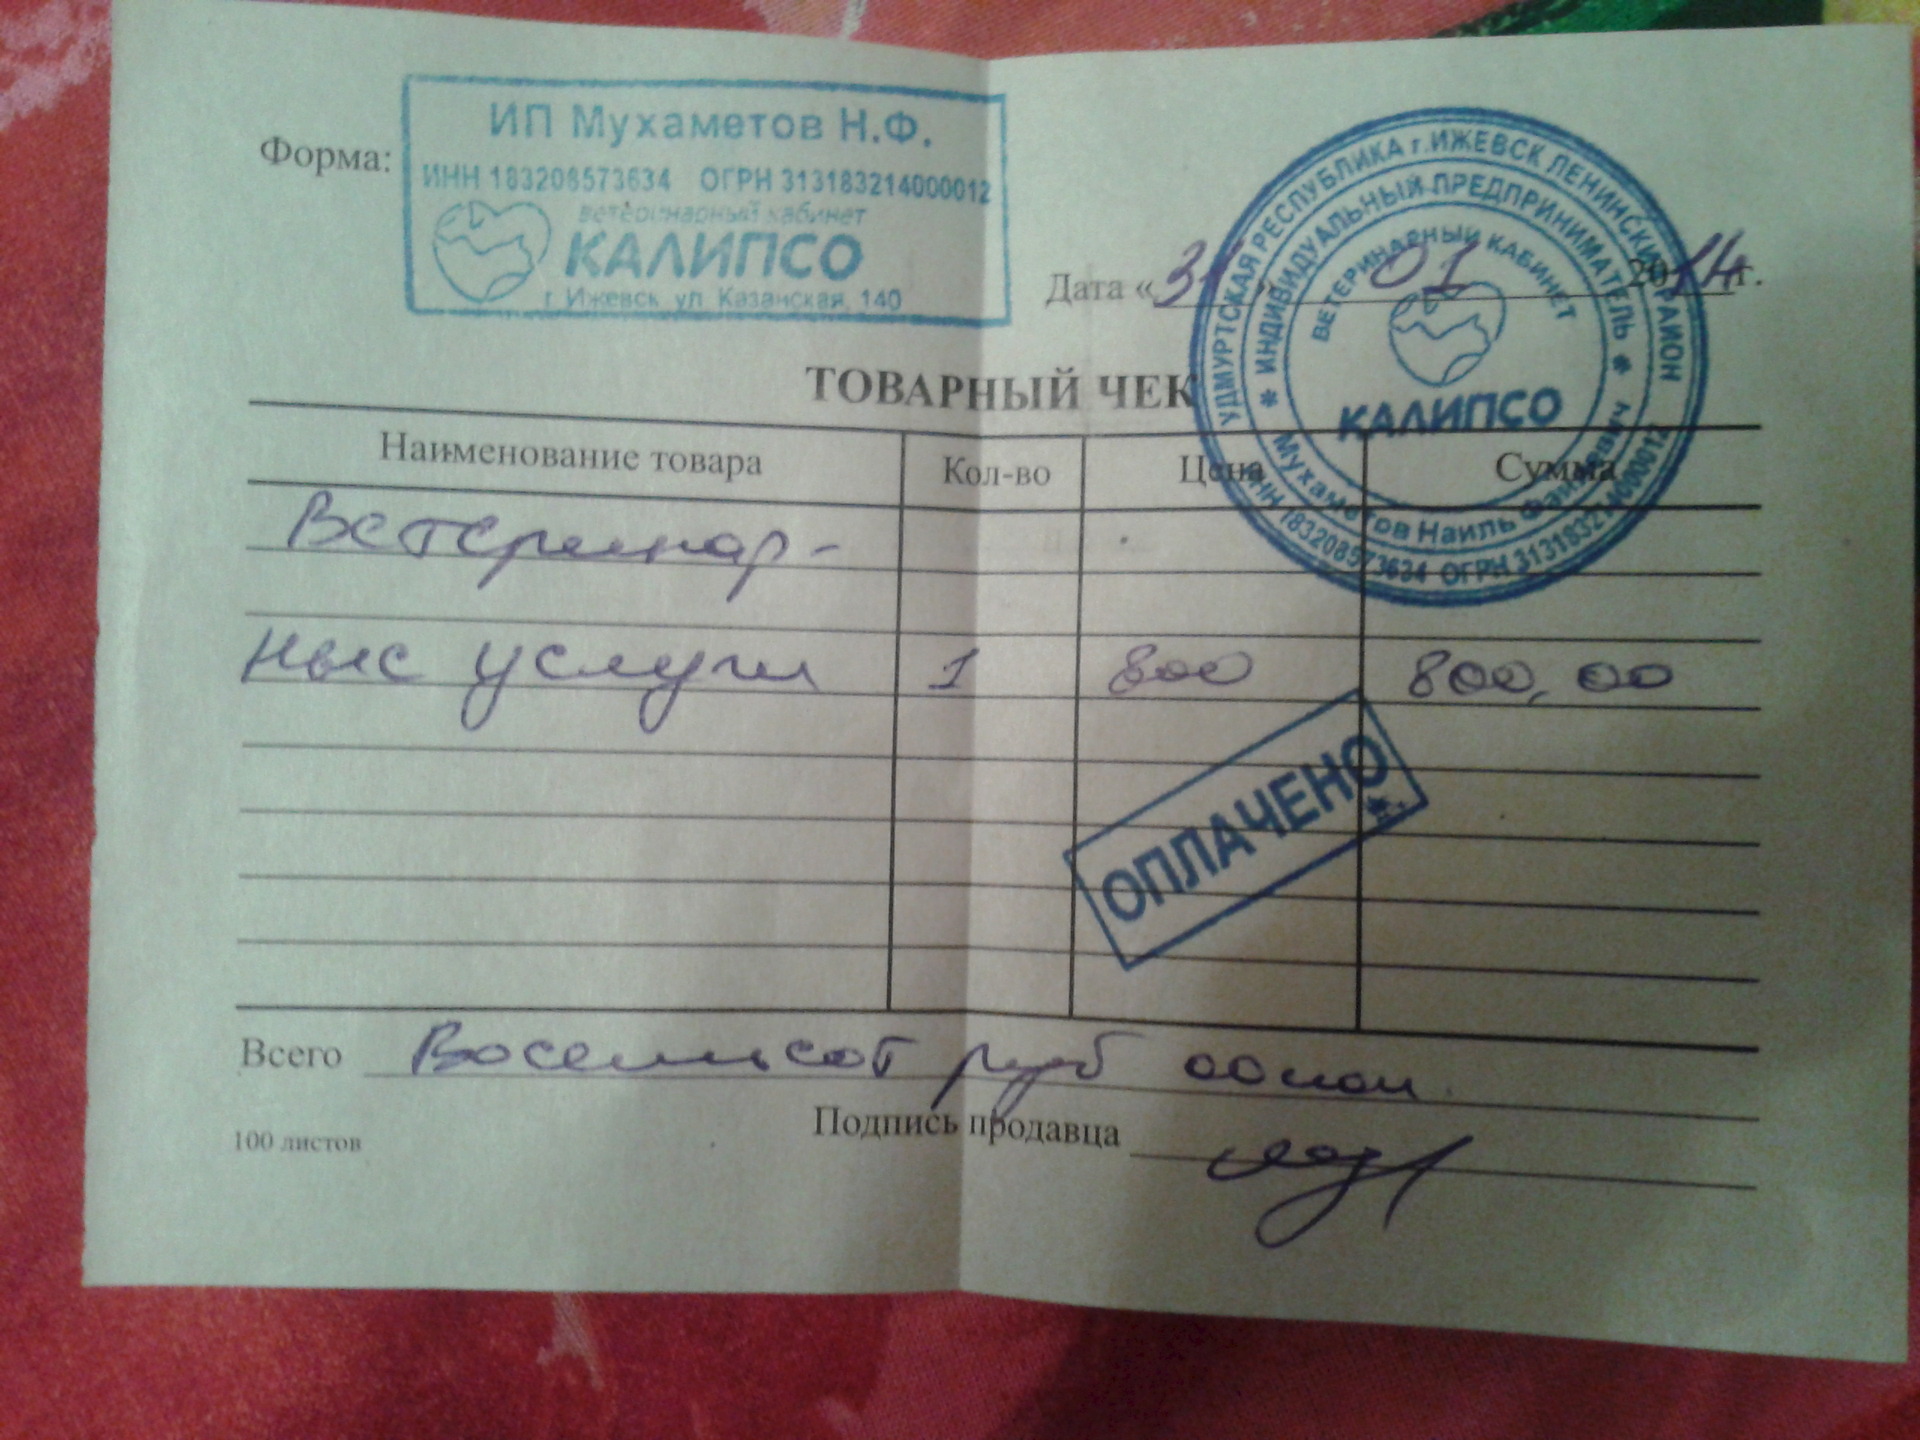 Форма:
ИП Мухаметов Н.Ф.
ИНН 183208573634 ОГРН 313183214000012
ветеринарный кабинет
КАЛИПСО
г. Ижевск, ул. Казанская, 140
УДМУРТСКАЯ РЕСПУБЛИКА г.ИЖЕВСК ЛЕНИНСКИЙ РАЙОН
* ИНДИВИДУАЛЬНЫЙ ПРЕДПРИНИМАТЕЛЬ *
ВЕТЕРИНАРНЫЙ КАБИНЕТ
КАЛИПСО
Мухаметов Наиль Фаилевич
ИНН 183208573634 ОГРН 313183214000012
Дата «31» 01 2014 г.
ТОВАРНЫЙ ЧЕК
Наименование товара Кол-во Цена Сумма
Ветеринар-
ные услуги 1 800 800,00
ОПЛАЧЕНО
Всего Восемьсот руб 00 коп.
Подпись продавца
100 листов